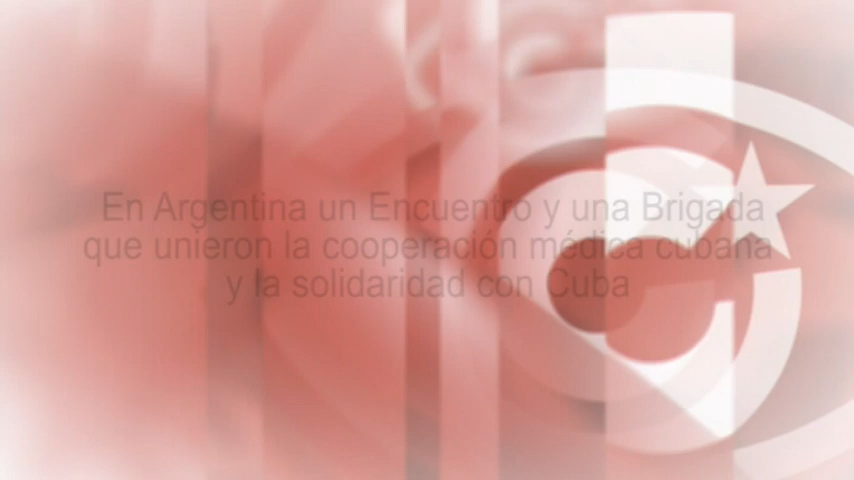 En Argentina un Encuentro y una Brigada
que unieron la cooperación médica cubana
y la solidaridad con Cuba